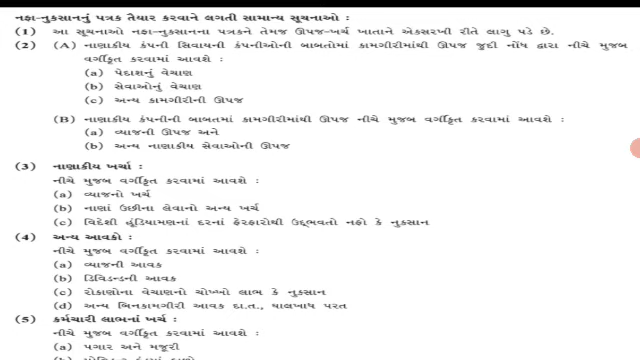 નફા-નુકસાનનું પત્રક તૈયાર કરવાને લગતી સામાન્ય સૂચનાઓ :
(1) આ સૂચનાઓ નફા-નુકસાનના પત્રકને તેમજ ઊપજ-ખર્ચ ખાતાને એકસરખી રીતે લાગુ પડે છે.
(2) (A) નાણાકીય કંપની સિવાયની કંપનીઓની બાબતોમાં કામગીરીમાંથી ઊપજ જુદી નોંધ દ્વારા નીચે મુજબ
વર્ગીકૃત કરવામાં આવશે :
(a) પેદાશનું વેચાણ
(b) સેવાઓનું વેચાણ
(c) અન્ય કામગીરીની ઊપજ
(B) નાણાકીય કંપનીની બાબતમાં કામગીરીમાંથી ઊપજ નીચે મુજબ વર્ગીકૃત કરવામાં આવશે :
(a) વ્યાજની ઊપજ અને
(b) અન્ય નાણાકીય સેવાઓની ઊપજ
(3) નાણાકીય ખર્ચા :
નીચે મુજબ વર્ગીકૃત કરવામાં આવશે :
(a) વ્યાજનો ખર્ચ
(b) નાણાં ઉછીના લેવાનો અન્ય ખર્ચ
(c) વિદેશી હૂંડિયામણનાં દરનાં ફેરફારોથી ઉદ્ભવતો નફો કે નુકસાન
(4) અન્ય આવકો :
નીચે મુજબ વર્ગીકૃત કરવામાં આવશે :
(a) વ્યાજની આવક
(b) ડિવિડન્ડની આવક
(c) રોકાણોના વેચાણનો ચોખ્ખો લાભ કે નુકસાન
(d) અન્ય બિનકામગીરી આવક દા.ત., ઘાલખાધ પરત
(5) કર્મચારી લાભનાં ખર્ચ :
નીચે મુજબ વર્ગીકૃત કરવામાં આવશે :
(a) પગાર અને મજૂરી